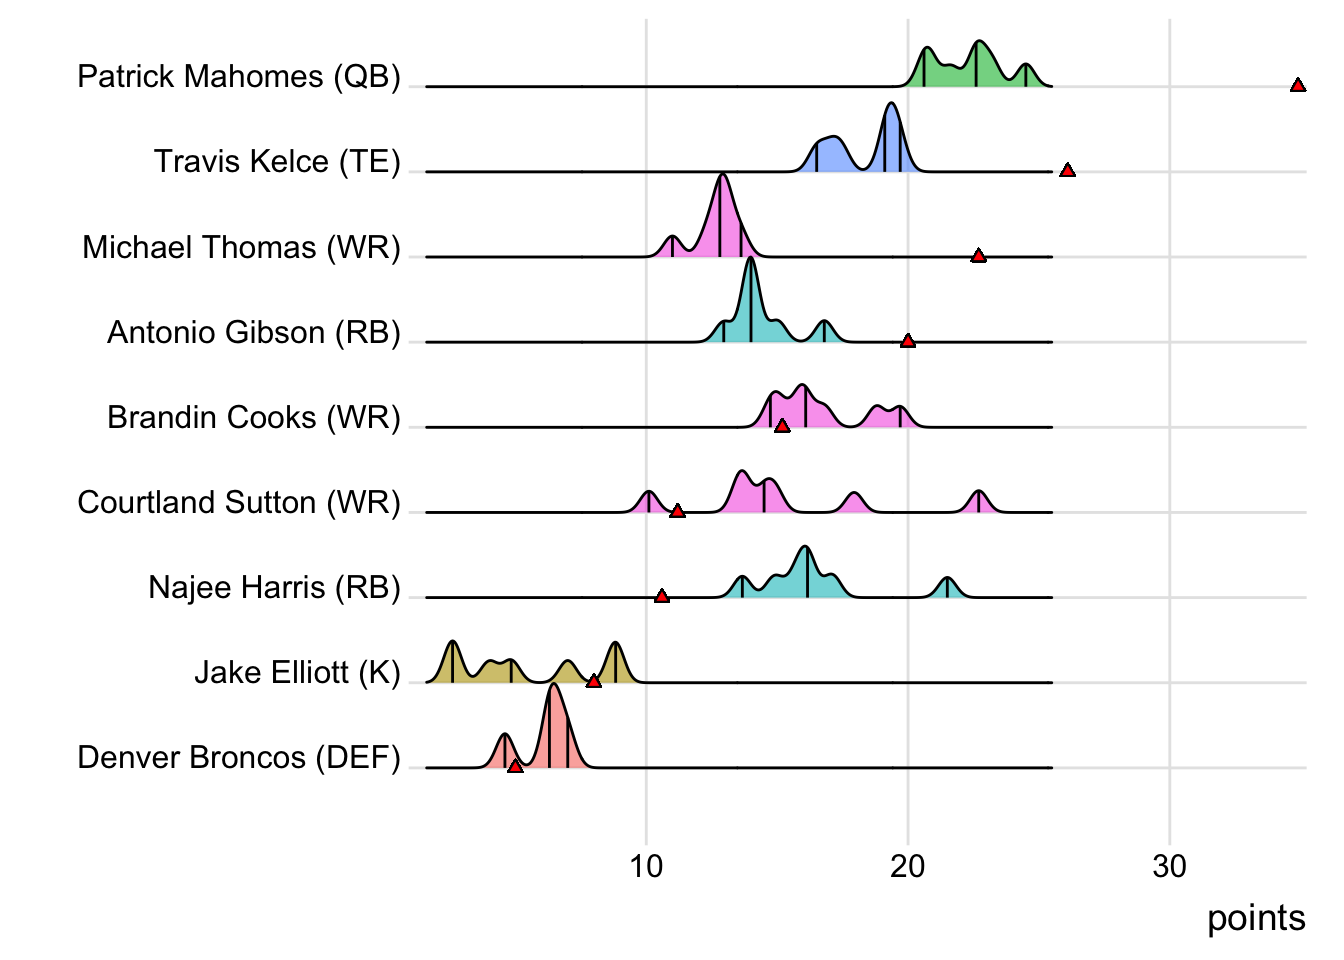 Patrick Mahomes (QB)
Travis Kelce (TE)
Michael Thomas (WR)
Antonio Gibson (RB)
Brandin Cooks (WR)
Courtland Sutton (WR)
Najee Harris (RB)
Jake Elliott (K)
Denver Broncos (DEF)
10 20 30
points